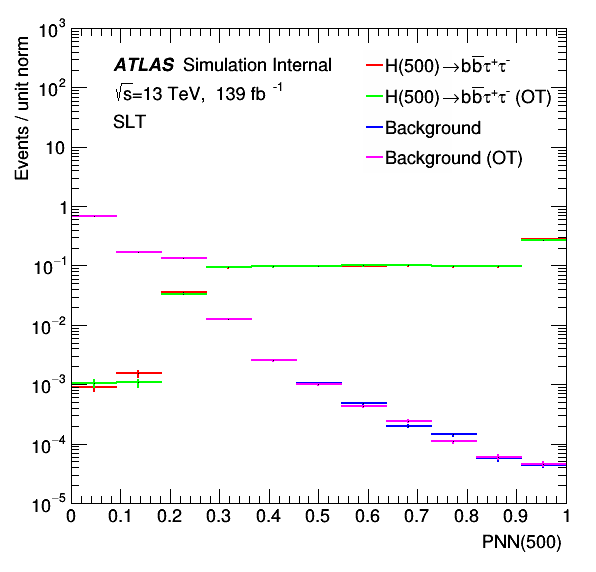 Events / unit norm
10³
10²
10
1
10⁻¹
10⁻²
10⁻³
10⁻⁴
10⁻⁵
ATLAS Simulation Internal
√s=13 TeV, 139 fb⁻¹
SLT
H(500)→bb̅τ⁺τ⁻
H(500)→bb̅τ⁺τ⁻ (OT)
Background
Background (OT)
0 0.1 0.2 0.3 0.4 0.5 0.6 0.7 0.8 0.9 1
PNN(500)